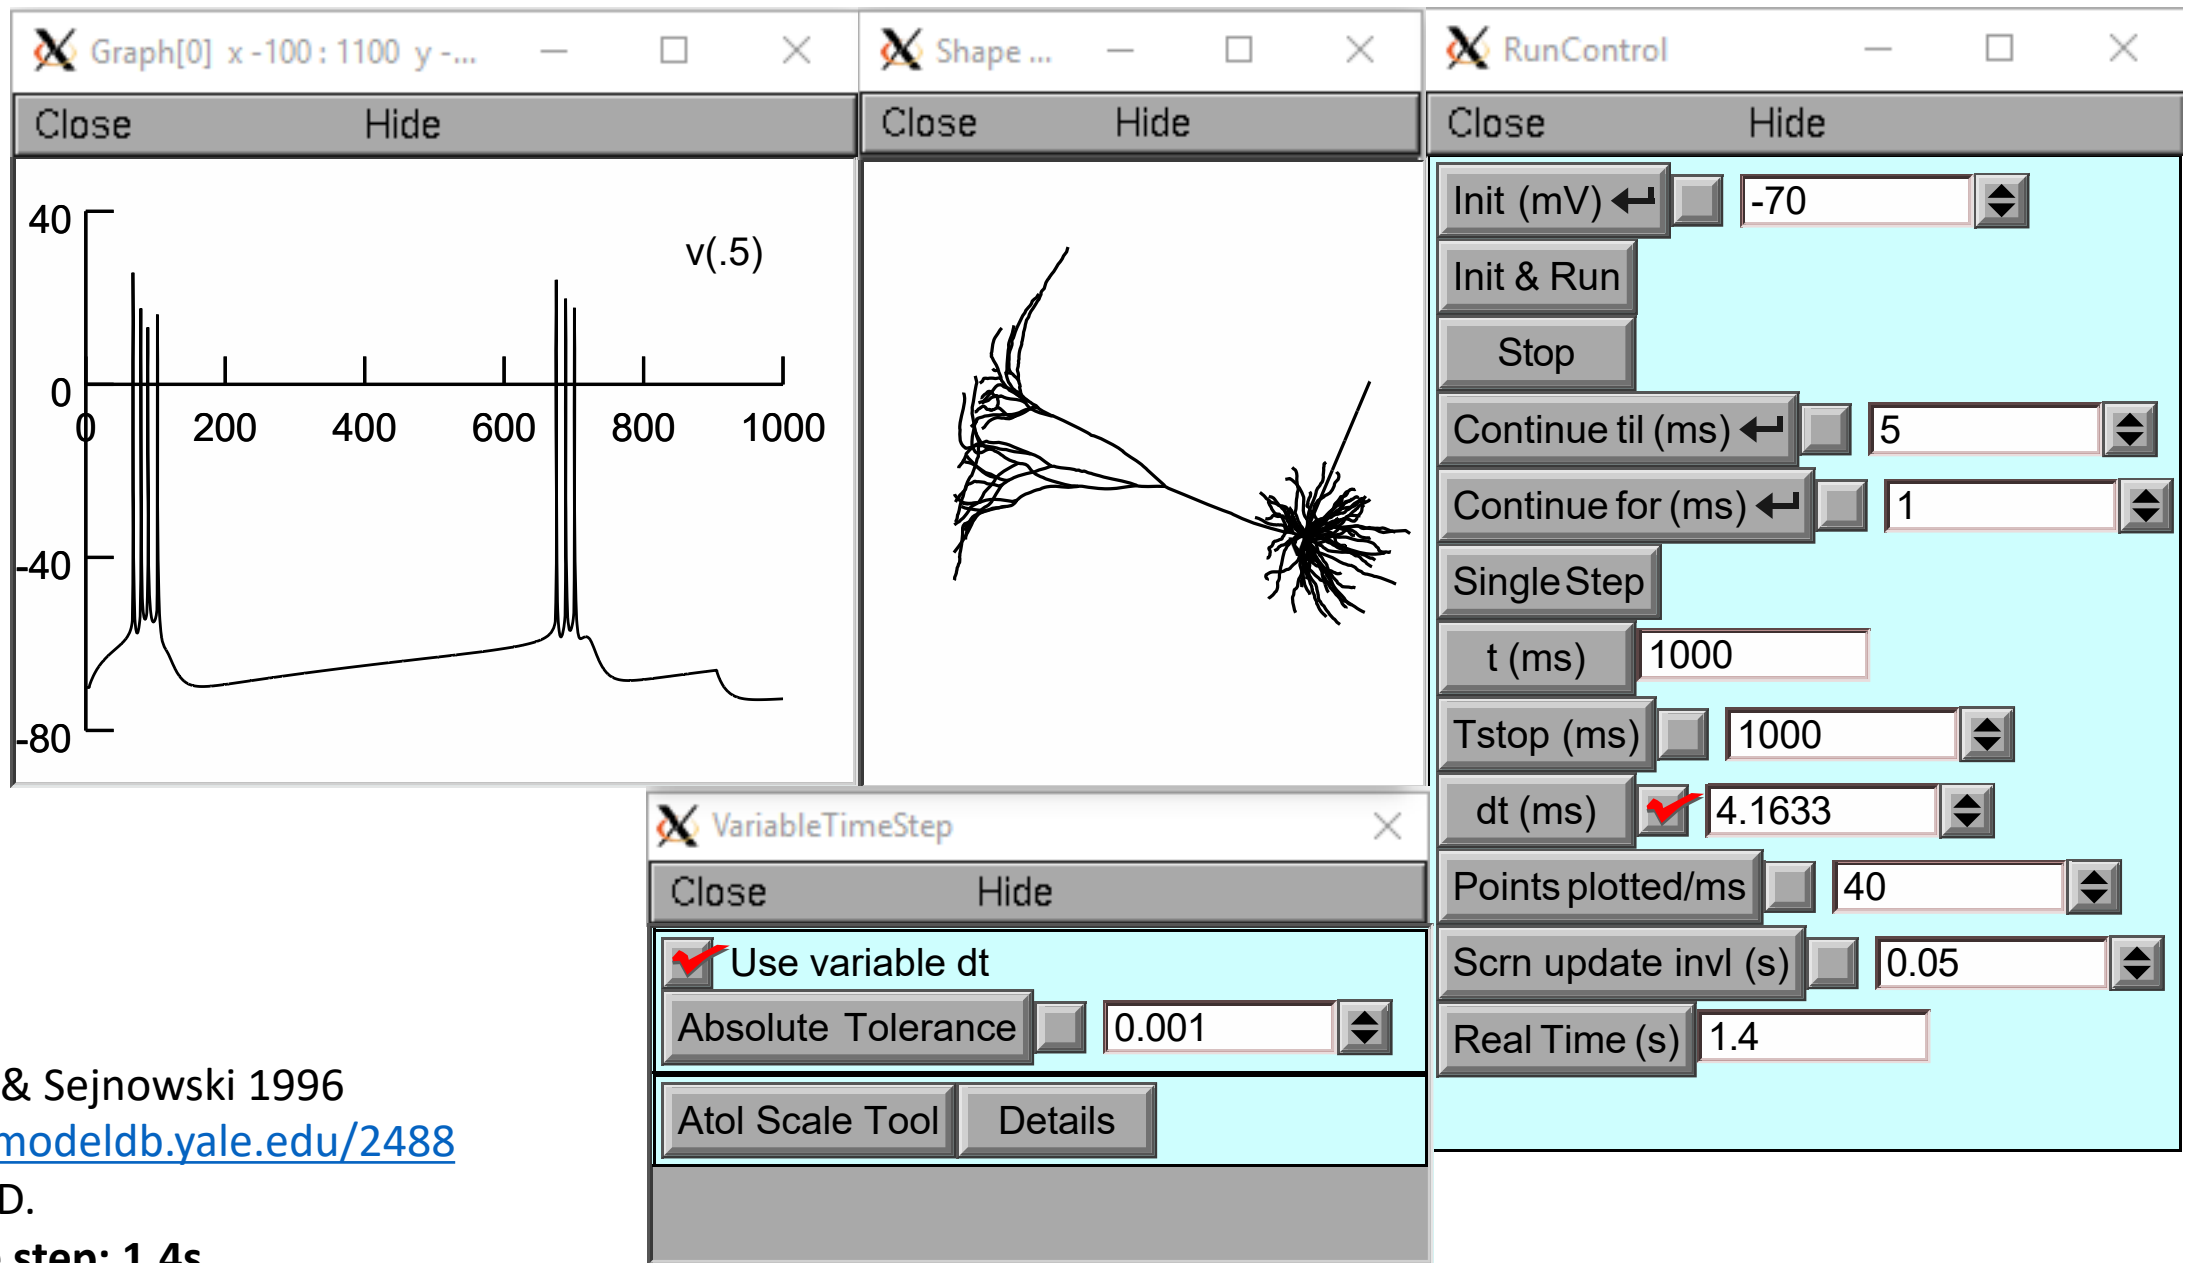 Graph[0] x -100 : 1100 y -...
Close Hide
40
v(.5)
0
0 200 400 600 800 1000
-40
-80
Shape ...
Close Hide
RunControl
Close Hide
Init (mV) -70
Init & Run
Stop
Continue til (ms) 5
Continue for (ms) 1
Single Step
t (ms) 1000
Tstop (ms) 1000
dt (ms) 4.1633
Points plotted/ms 40
Scrn update invl (s) 0.05
Real Time (s) 1.4
VariableTimeStep
Close Hide
Use variable dt
Absolute Tolerance 0.001
Atol Scale Tool Details
& Sejnowski 1996
modeldb.yale.edu/2488
D.
step: 1.4s